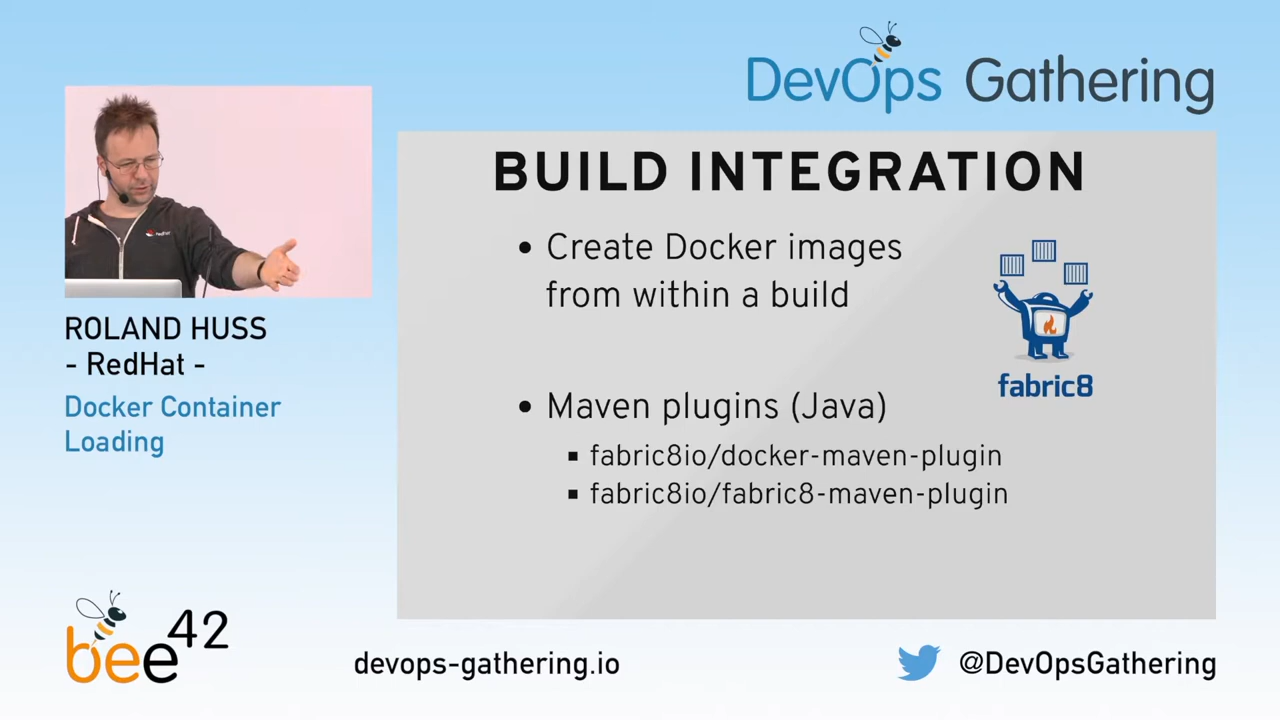 DevOps Gathering
BUILD INTEGRATION
• Create Docker images
from within a build
fabric8
• Maven plugins (Java)
▪ fabric8io/docker-maven-plugin
▪ fabric8io/fabric8-maven-plugin
redhat
ROLAND HUSS
- RedHat -
Docker Container
Loading
bee42
devops-gathering.io
@DevOpsGathering